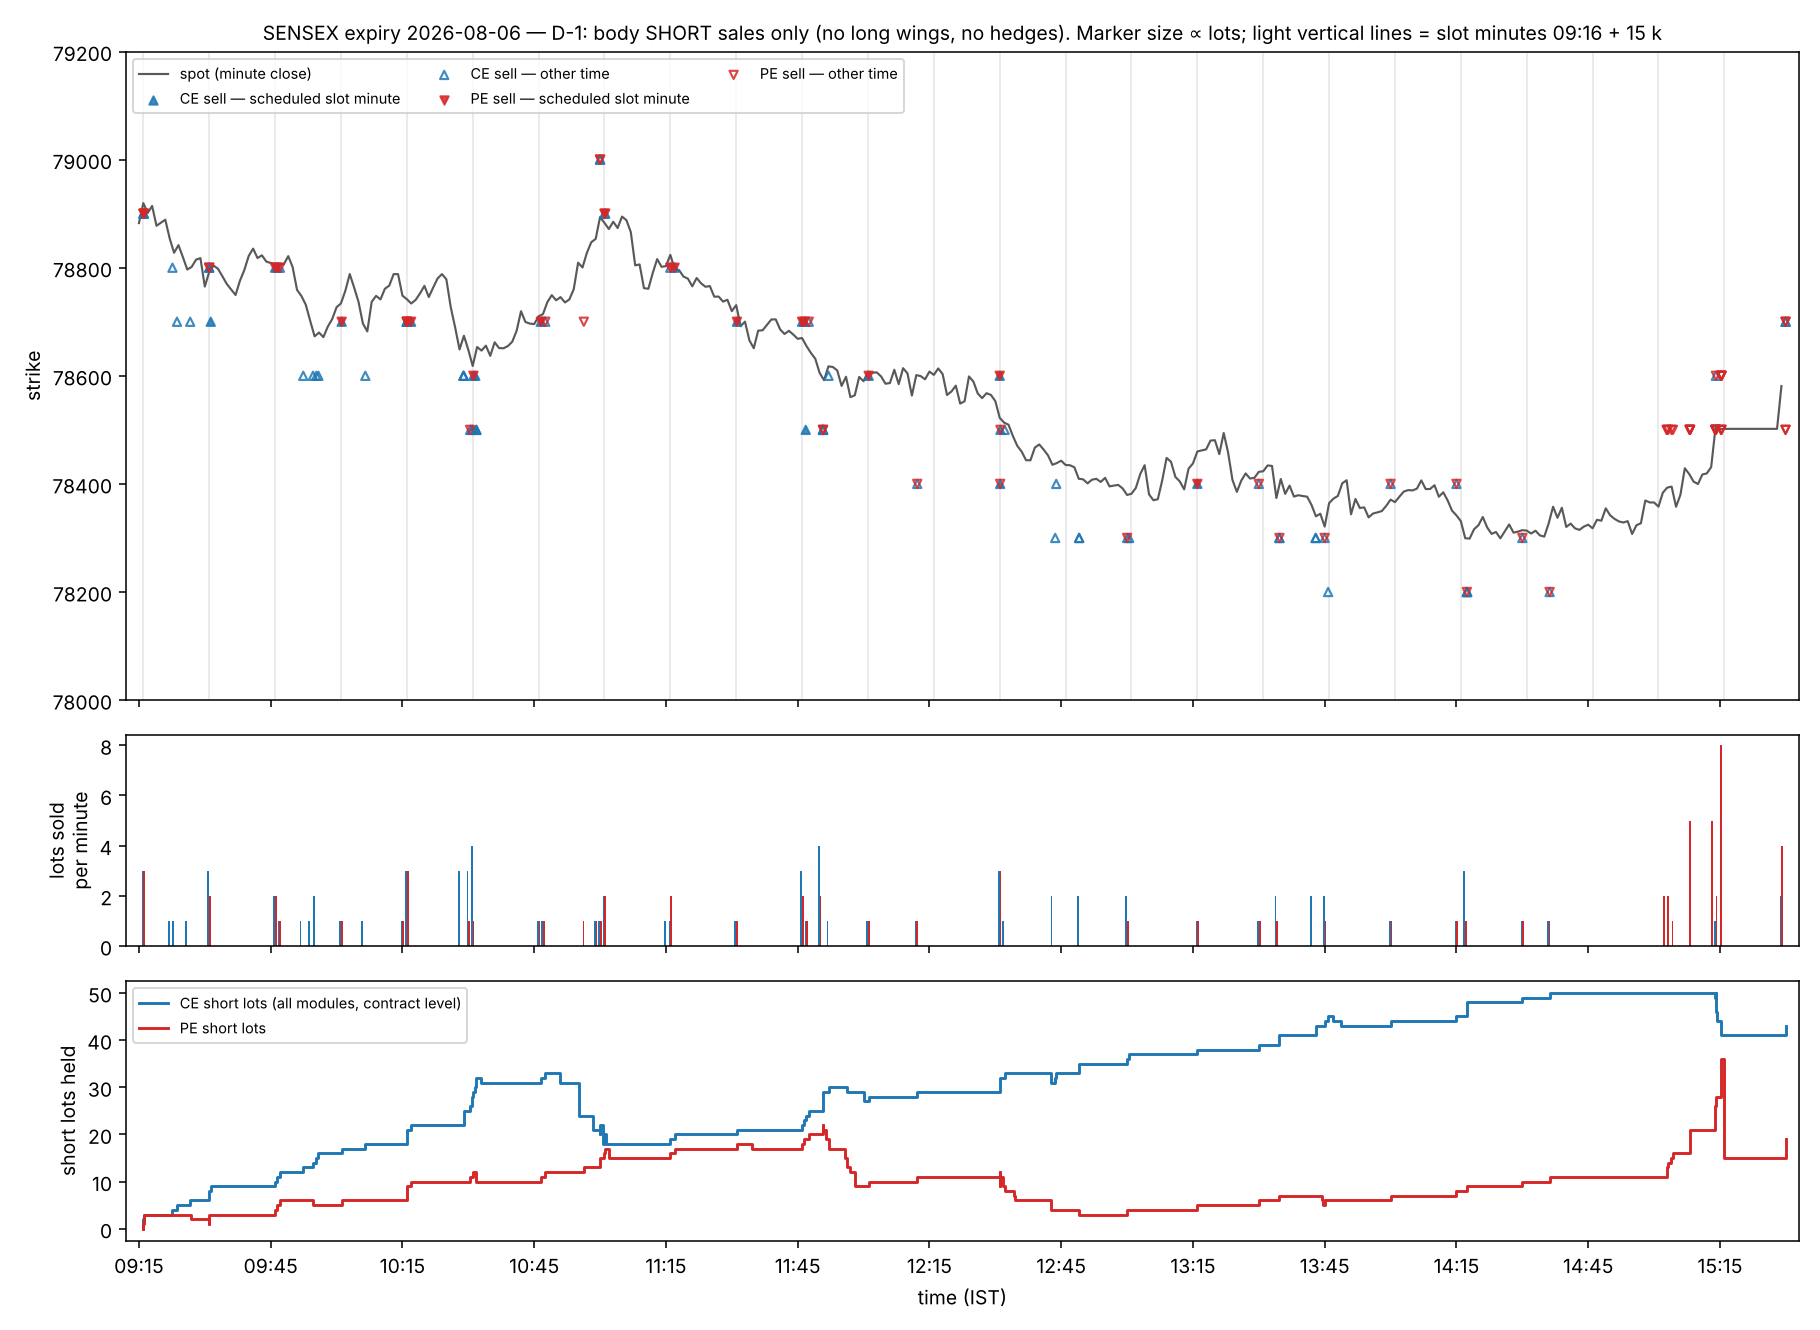 SENSEX expiry 2026-08-06 — D-1: body SHORT sales only (no long wings, no hedges). Marker size ∝ lots; light vertical lines = slot minutes 09:16 + 15 k
79200
79000
78800
78600
78400
78200
78000
strike
spot (minute close)
CE sell — scheduled slot minute
CE sell — other time
PE sell — scheduled slot minute
PE sell — other time
8
6
4
2
0
lots sold
per minute
50
40
30
20
10
0
short lots held
CE short lots (all modules, contract level)
PE short lots
09:15 09:45 10:15 10:45 11:15 11:45 12:15 12:45 13:15 13:45 14:15 14:45 15:15
time (IST)